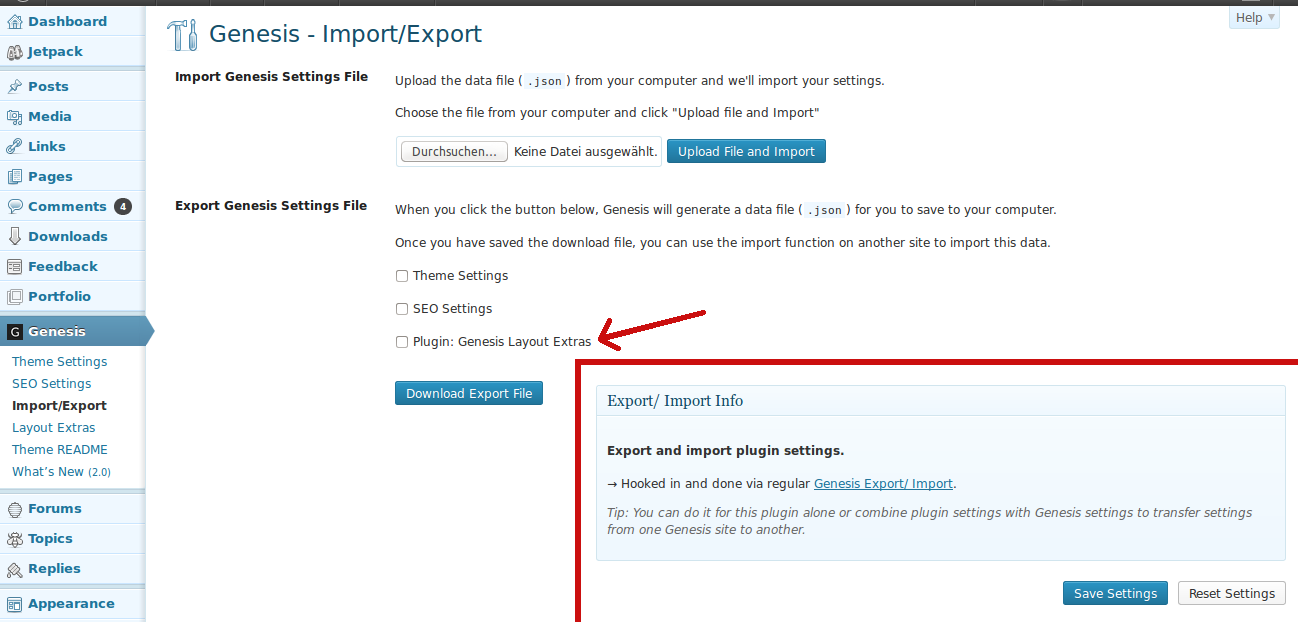 Help
Dashboard
Jetpack
Posts
Media
Links
Pages
Comments 4
Downloads
Feedback
Portfolio
G Genesis
Theme Settings
SEO Settings
Import/Export
Layout Extras
Theme README
What's New (2.0)
Forums
Topics
Replies
Appearance
Genesis - Import/Export
Import Genesis Settings File
Upload the data file ( .json ) from your computer and we'll import your settings.
Choose the file from your computer and click "Upload file and Import"
Durchsuchen... Keine Datei ausgewählt. Upload File and Import
Export Genesis Settings File
When you click the button below, Genesis will generate a data file ( .json ) for you to save to your computer.
Once you have saved the download file, you can use the import function on another site to import this data.
Theme Settings
SEO Settings
Plugin: Genesis Layout Extras
Download Export File
Export/ Import Info
Export and import plugin settings.
→ Hooked in and done via regular Genesis Export/ Import.
Tip: You can do it for this plugin alone or combine plugin settings with Genesis settings to transfer settings
from one Genesis site to another.
Save Settings Reset Settings